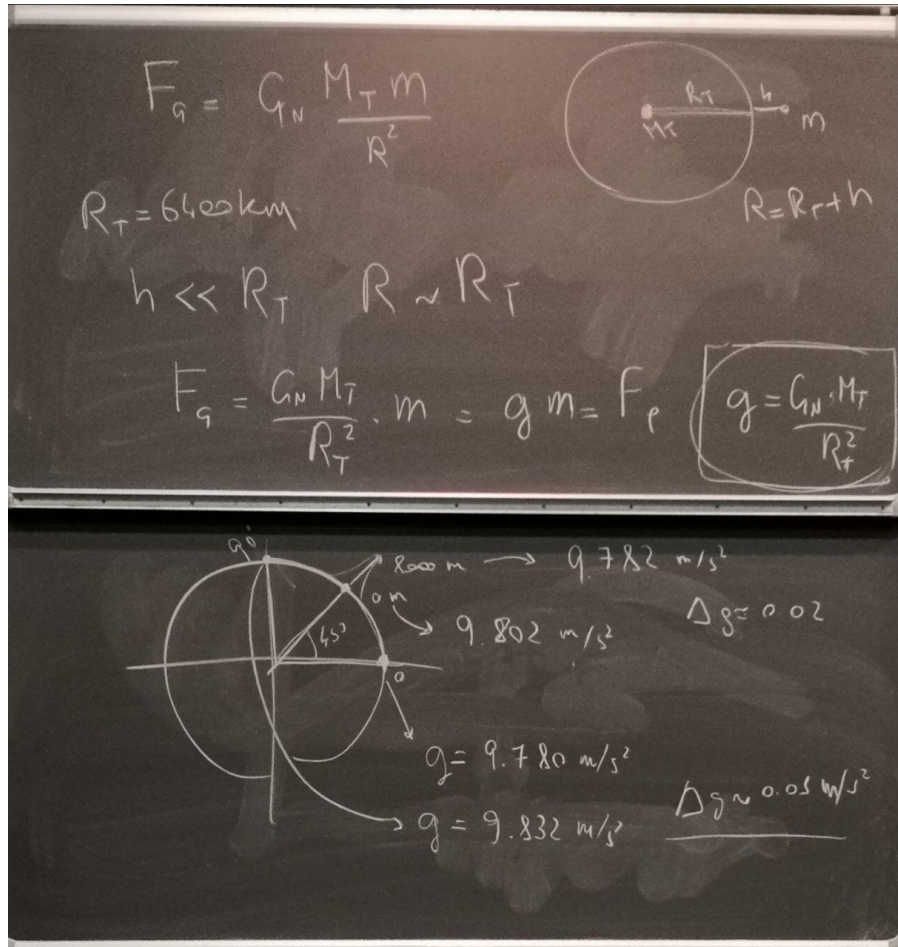 F_G = G_N M_T m / R^2
R_T M_T h m
R_T = 6400 km
R = R_T + h
h << R_T R ~ R_T
F_G = G_N M_T / R_T^2 . m = g m = F_P
g = G_N . M_T / R_T^2
90°
8000 m → 9.782 m/s^2
0 m
Δg = 0.02
9.802 m/s^2
45°
0
g = 9.780 m/s^2
g = 9.832 m/s^2
Δg ~ 0.05 m/s^2